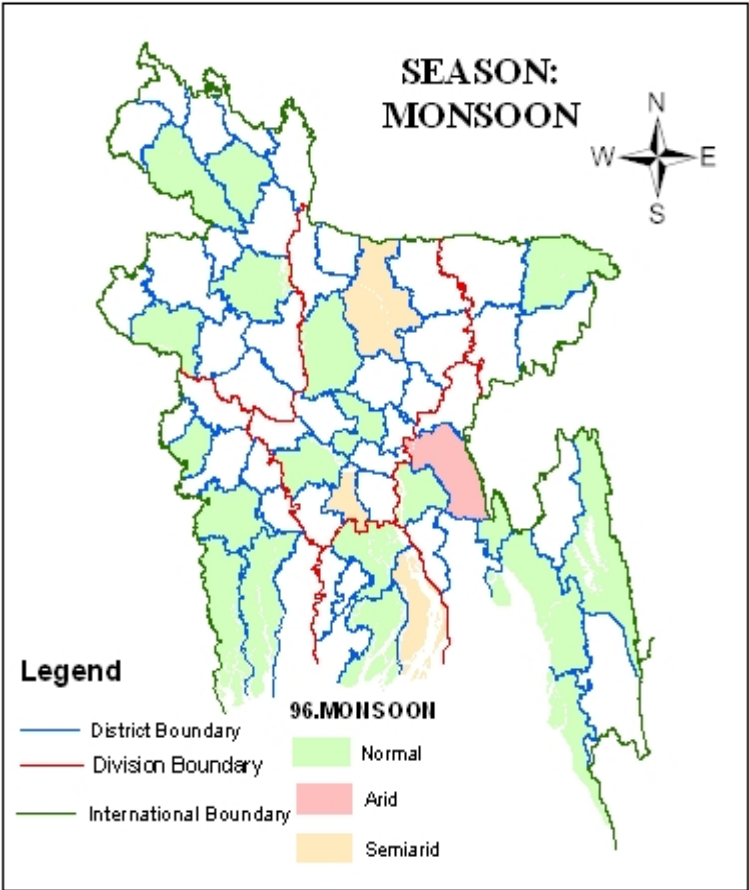 SEASON:
MONSOON
N
W E
S
Legend
District Boundary
Division Boundary
International Boundary
96.MONSOON
Normal
Arid
Semiarid